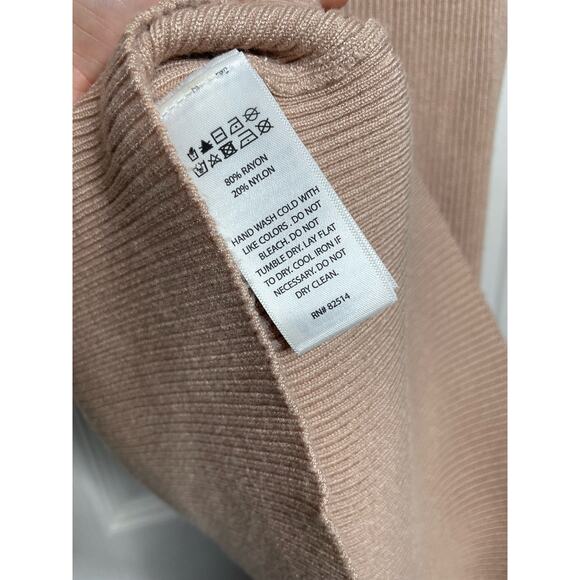 80% RAYON
20% NYLON
HAND WASH COLD WITH
LIKE COLORS . DO NOT
BLEACH. DO NOT
TUMBLE DRY. LAY FLAT
TO DRY. COOL IRON IF
NECESSARY. DO NOT
DRY CLEAN.
RN# 82514